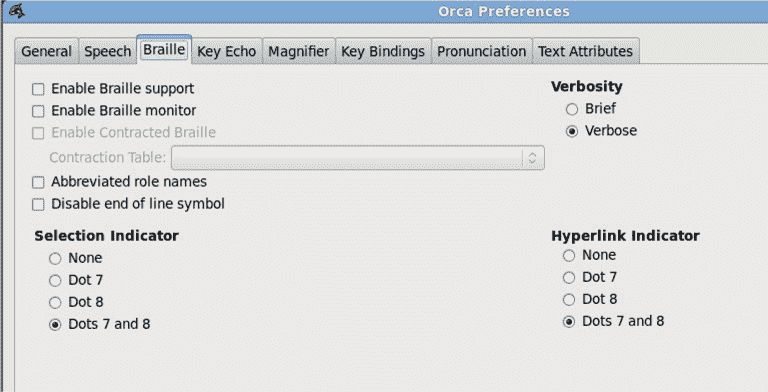 Orca Preferences
General Speech Braille Key Echo Magnifier Key Bindings Pronunciation Text Attributes
Enable Braille support
Enable Braille monitor
Enable Contracted Braille
Contraction Table:
Abbreviated role names
Disable end of line symbol
Verbosity
Brief
Verbose
Selection Indicator
None
Dot 7
Dot 8
Dots 7 and 8
Hyperlink Indicator
None
Dot 7
Dot 8
Dots 7 and 8